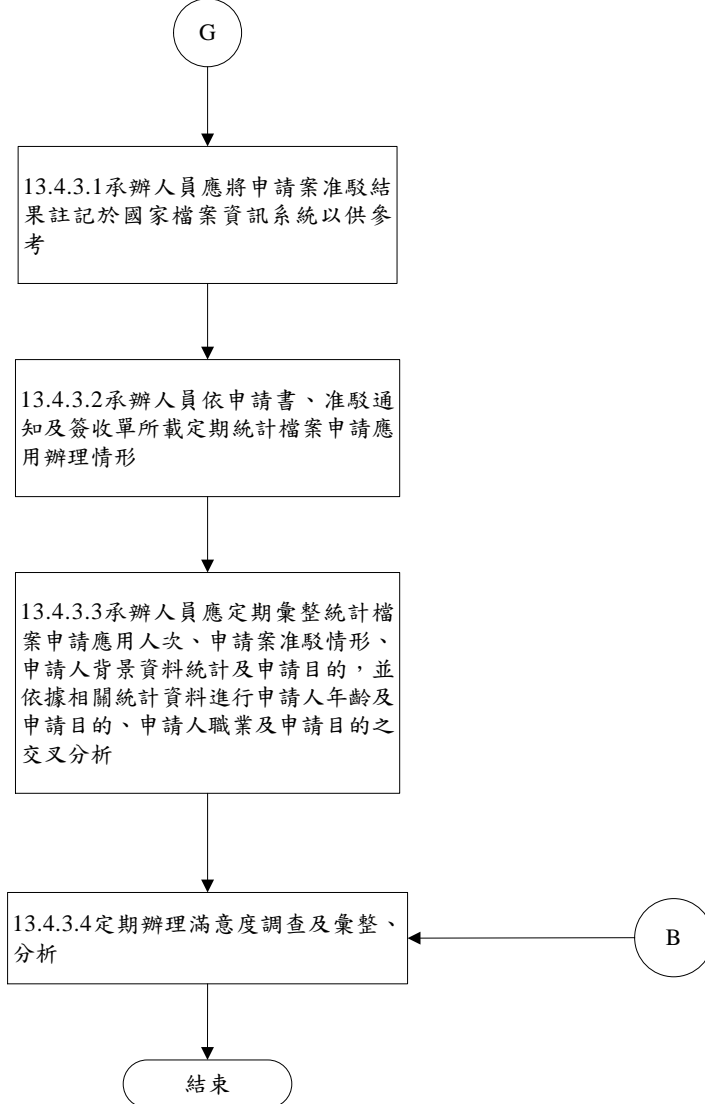 G
13.4.3.1承辦人員應將申請案准駁結
果註記於國家檔案資訊系統以供參
考
13.4.3.2承辦人員依申請書、准駁通
知及簽收單所載定期統計檔案申請應
用辦理情形
13.4.3.3承辦人員應定期彙整統計檔
案申請應用人次、申請案准駁情形、
申請人背景資料統計及申請目的，並
依據相關統計資料進行申請人年齡及
申請目的、申請人職業及申請目的之
交叉分析
13.4.3.4定期辦理滿意度調查及彙整、
分析
B
結束